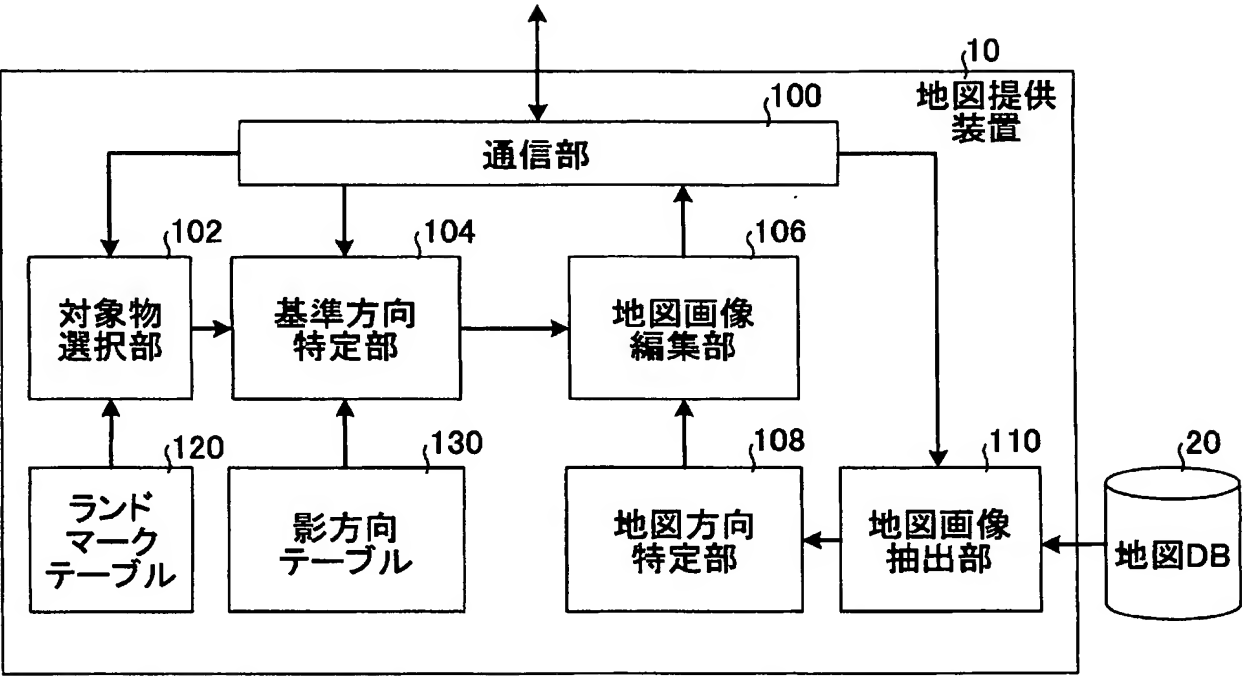 10
地図提供
装置
100
通信部
102
対象物
選択部
104
基準方向
特定部
106
地図画像
編集部
120
ランド
マーク
テーブル
130
影方向
テーブル
108
地図方向
特定部
110
地図画像
抽出部
20
地図DB